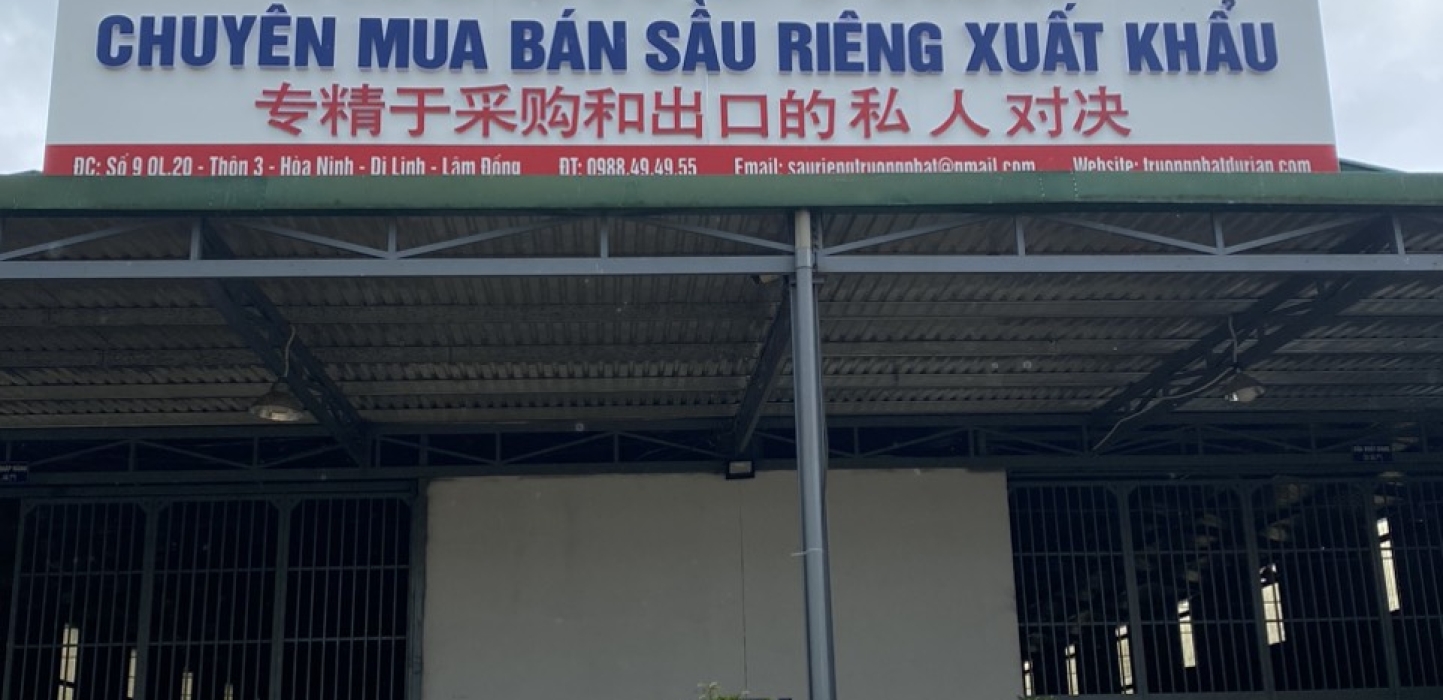 CHUYÊN MUA BÁN SẦU RIÊNG XUẤT KHẨU
专精于采购和出口的私人对决
ĐC: Số 9 QL.20 - Thôn 3 - Hòa Ninh - Di Linh - Lâm Đồng ĐT: 0988.49.49.55 Email: saurientruongphat@gmail.com Website: truongphatdurian.com